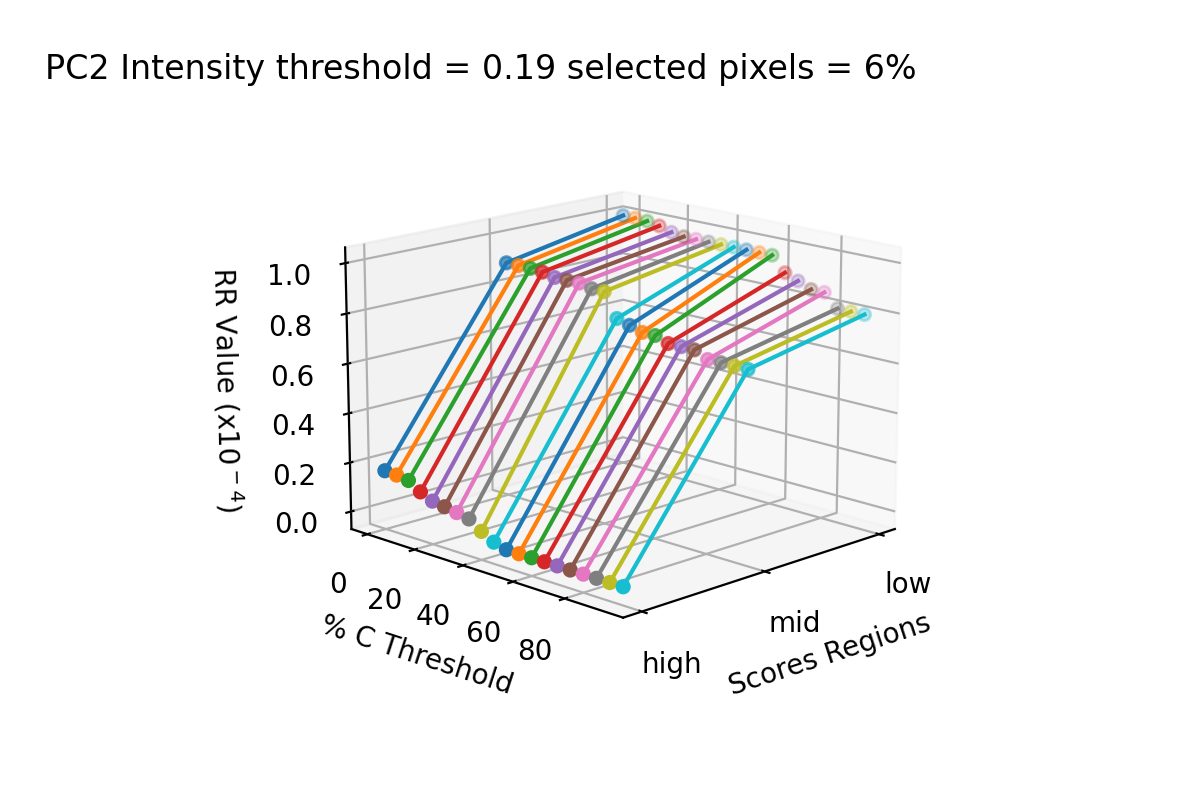 PC2 Intensity threshold = 0.19 selected pixels = 6%
RR Value (x10⁻⁴)
1.0
0.8
0.6
0.4
0.2
0.0
0
20
40
60
80
% C Threshold
high
mid
low
Scores Regions